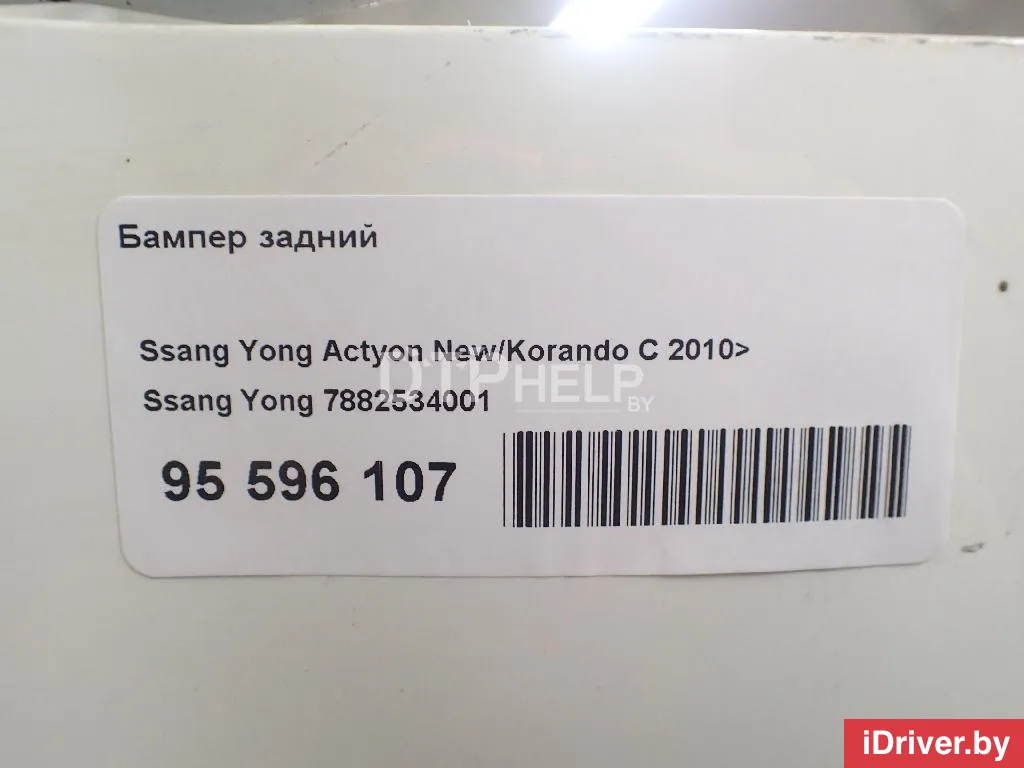 Бампер задний
Ssang Yong Actyon New/Korando C 2010>
DTPHELP.BY
Ssang Yong 7882534001
95 596 107
iDriver.by